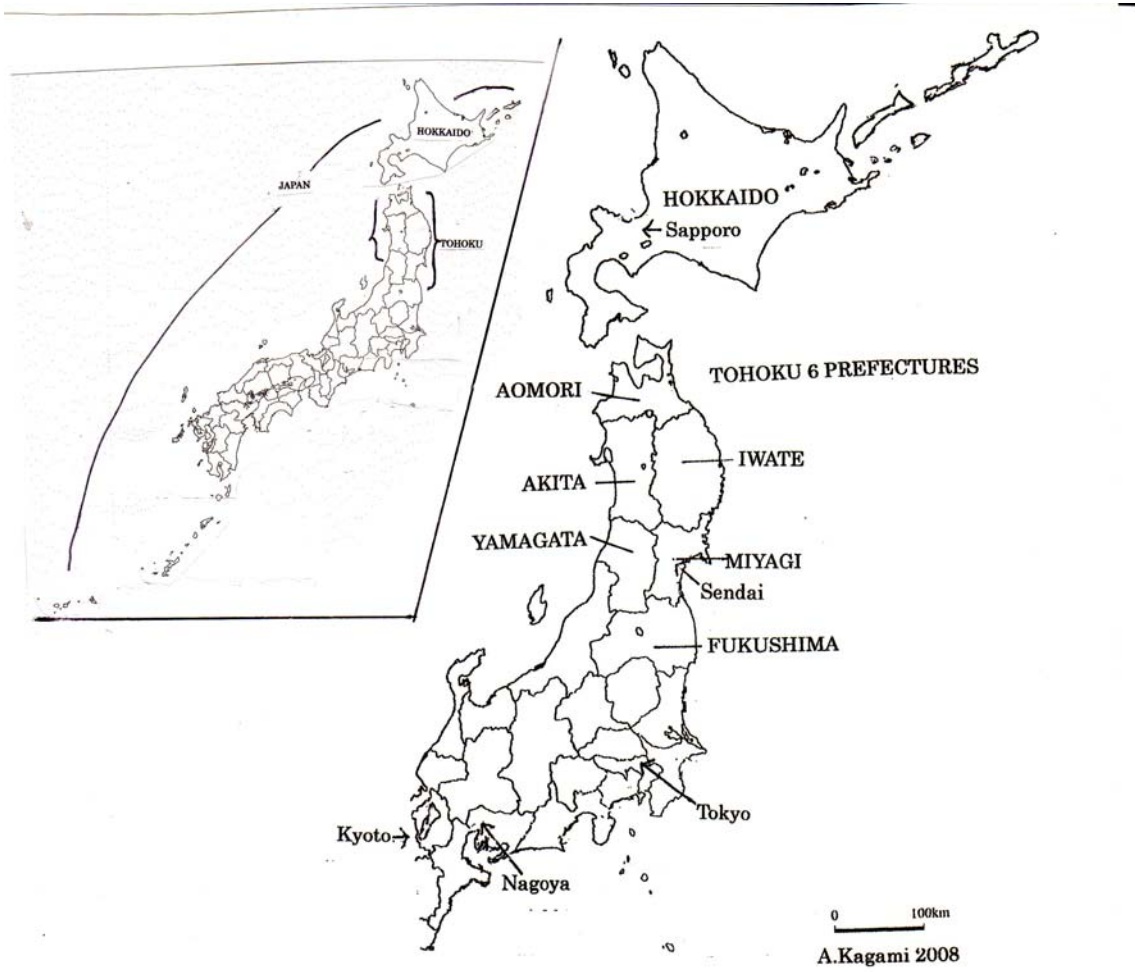 HOKKAIDO
JAPAN
TOHOKU
HOKKAIDO
Sapporo
TOHOKU 6 PREFECTURES
AOMORI
IWATE
AKITA
YAMAGATA
MIYAGI
Sendai
FUKUSHIMA
Tokyo
Kyoto
Nagoya
0 100km
A.Kagami 2008